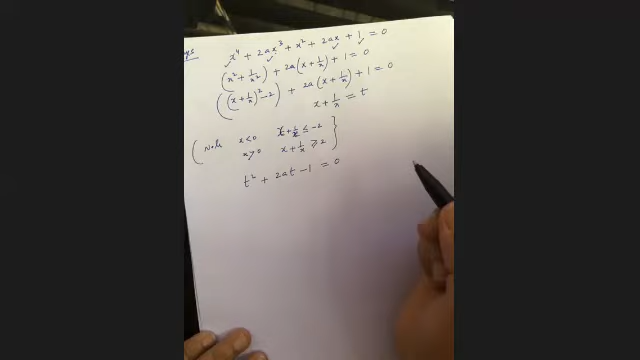 x⁴ + 2ax³ + x² + 2ax + 1 = 0
(x² + 1/x²) + 2a(x + 1/x) + 1 = 0
((x + 1/x)² - 2) + 2a(x + 1/x) + 1 = 0
x + 1/x = t
(Note x < 0 x + 1/x ≤ -2
x > 0 x + 1/x ≥ 2 }
t² + 2at - 1 = 0